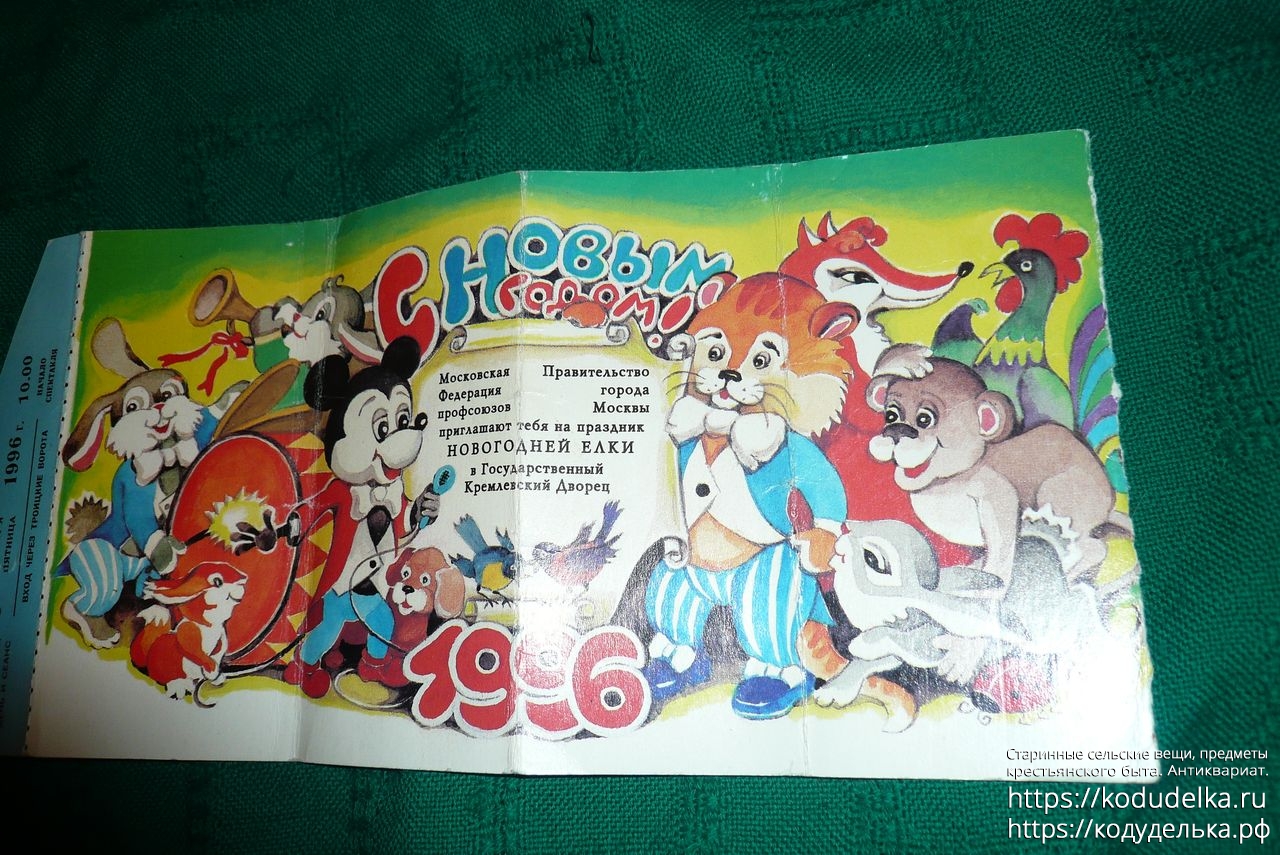 С НОВЫМ
ГОДОМ!
Московская
Федерация
профсоюзов
Правительство
города
Москвы
приглашают тебя на праздник
НОВОГОДНЕЙ ЕЛКИ
в Государственный
Кремлевский Дворец
1996
10.00
НАЧАЛО
СПЕКТАКЛЯ
1996 г.
ПЯТНИЦА
ВХОД ЧЕРЕЗ ТРОИЦКИЕ ВОРОТА
И СЕАНС
Старинные сельские вещи, предметы
крестьянского быта. Антиквариат.
https://kodudelka.ru
https://кодуделька.рф